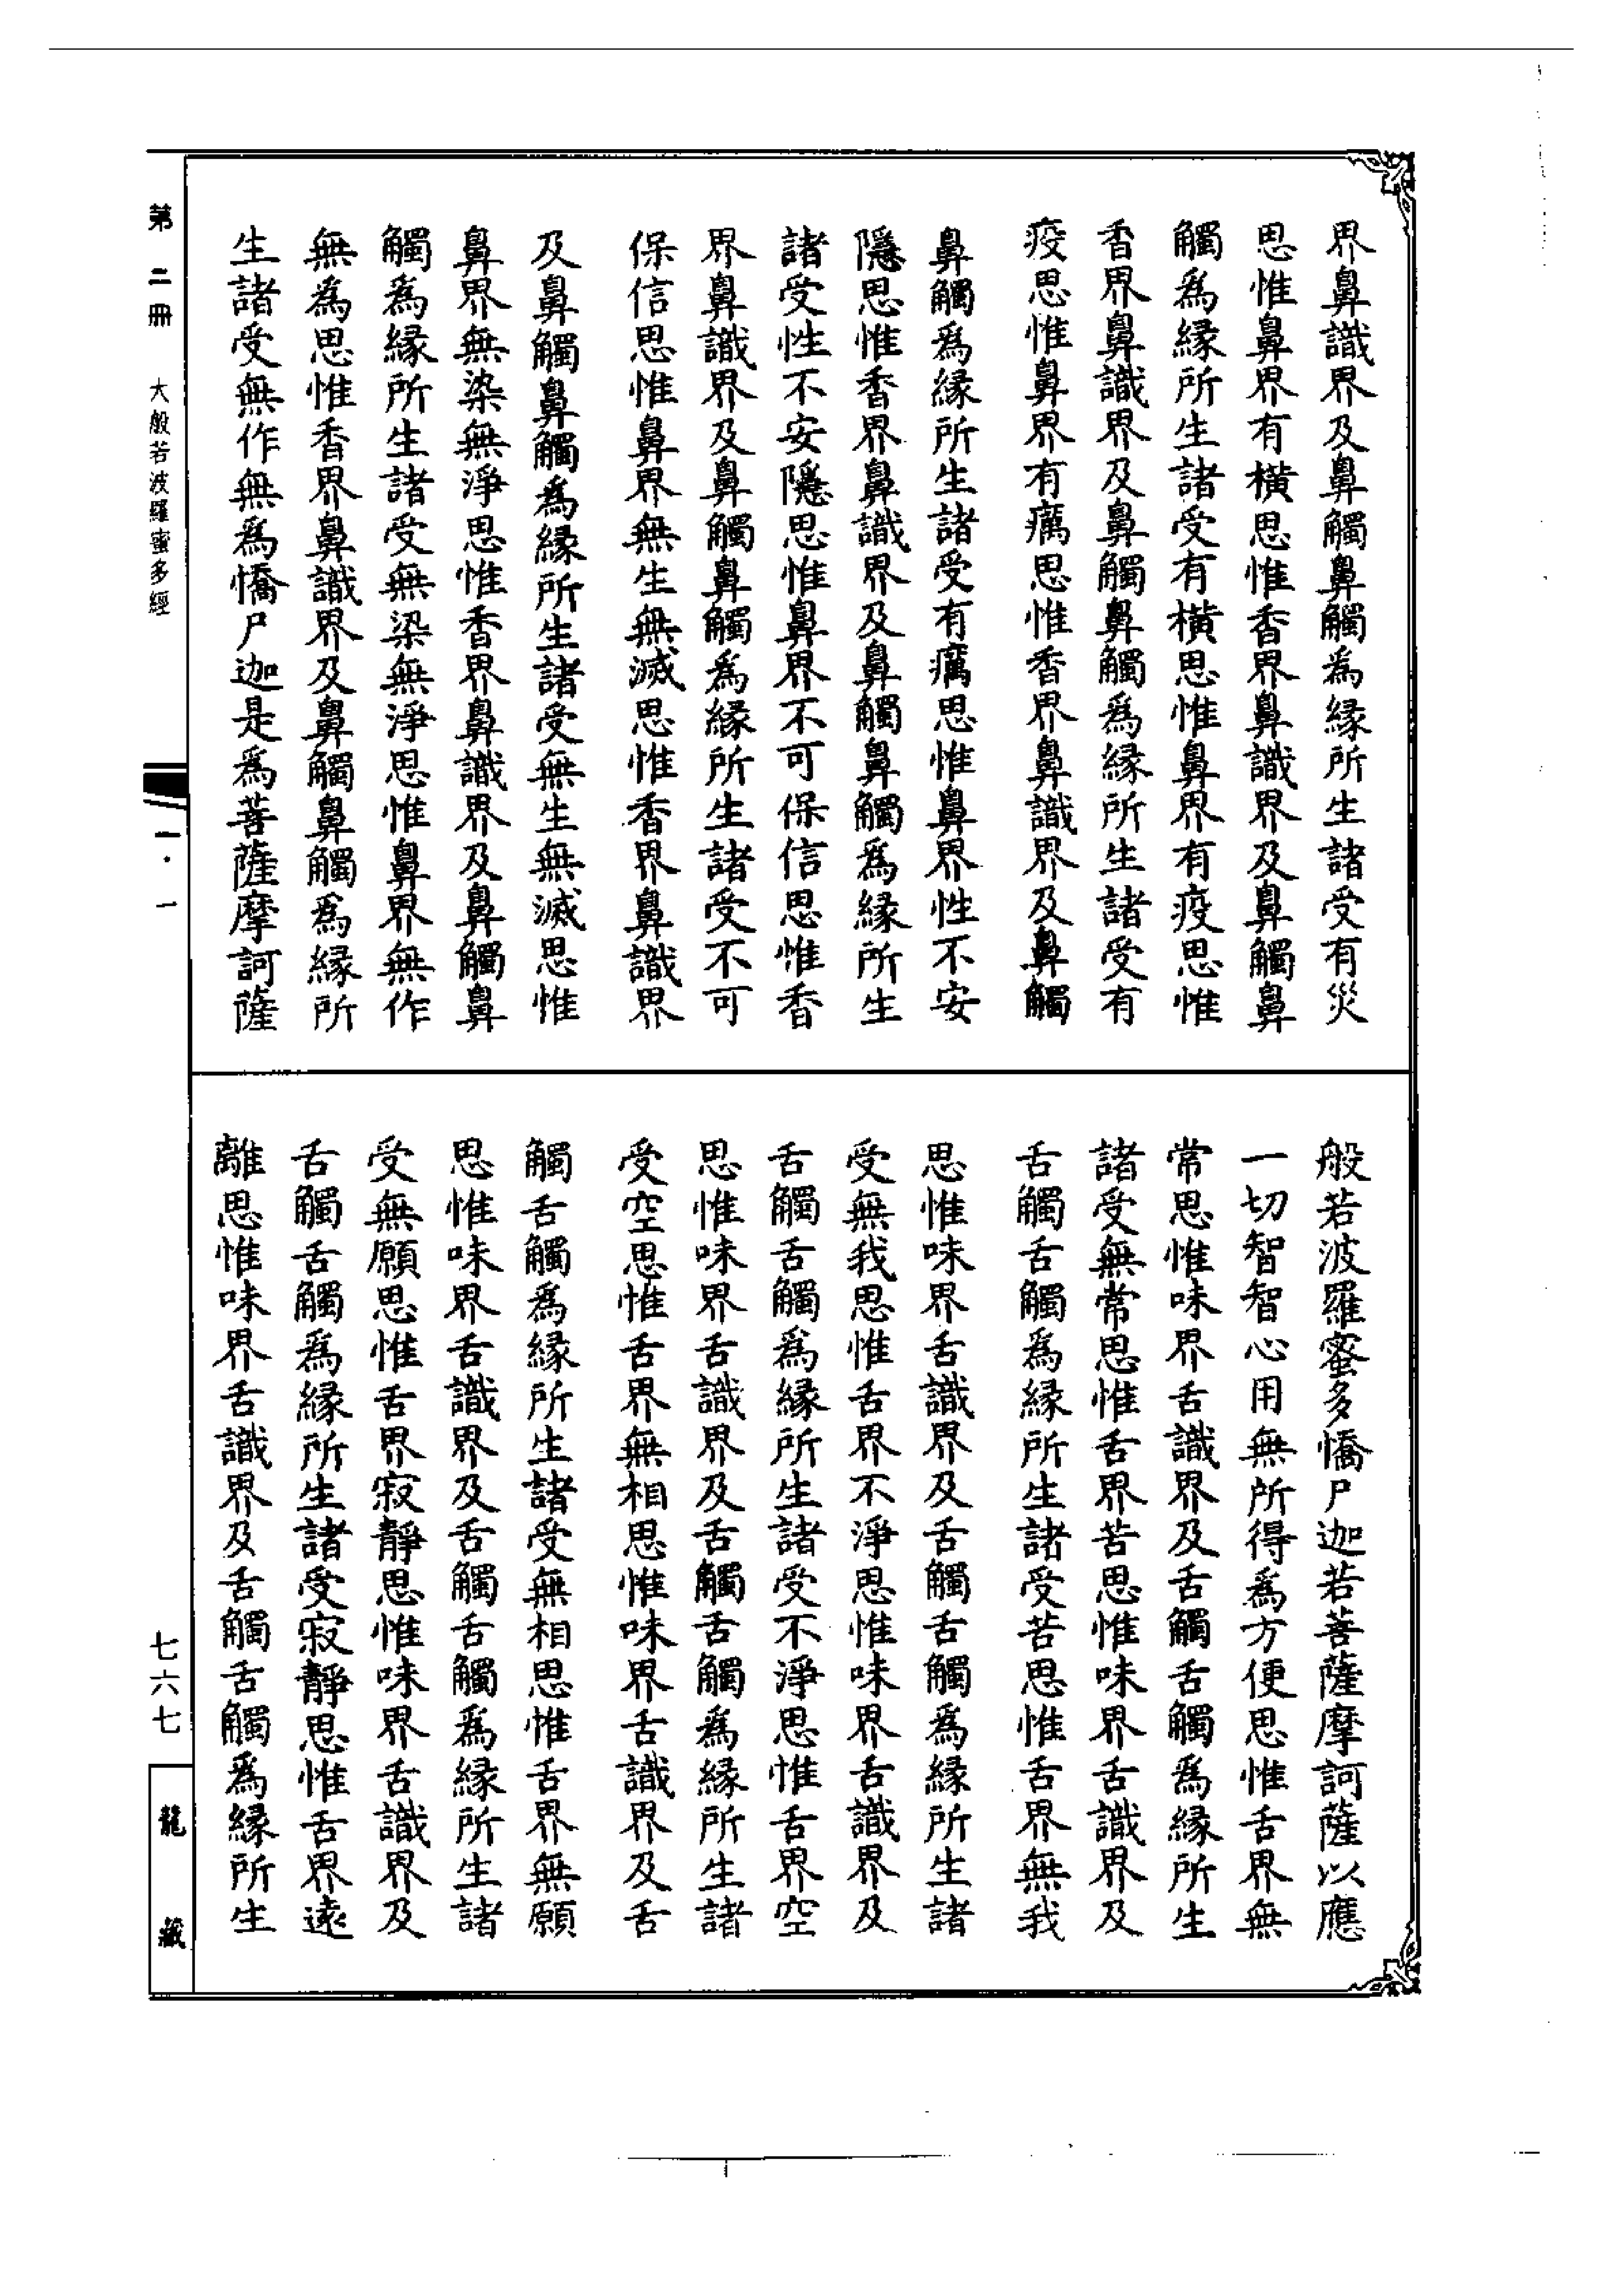 界鼻識界及鼻觸鼻觸為緣所生諸受有災
思惟鼻界有橫思惟香界鼻識界及鼻觸鼻
觸為緣所生諸受有橫思惟鼻界有疫思惟
香界鼻識界及鼻觸鼻觸為緣所生諸受有
疫思惟鼻界有癘思惟香界鼻識界及鼻觸
鼻觸為緣所生諸受有癘思惟鼻界性不安
隱思惟香界鼻識界及鼻觸鼻觸為緣所生
諸受性不安隱思惟鼻界不可保信思惟香
界鼻識界及鼻觸鼻觸為緣所生諸受不可
保信思惟鼻界無生無滅思惟香界鼻識界
及鼻觸鼻觸為緣所生諸受無生無滅思惟
鼻界無染無淨思惟香界鼻識界及鼻觸鼻
觸為緣所生諸受無染無淨思惟鼻界無作
無為思惟香界鼻識界及鼻觸鼻觸為緣所
生諸受無作無為憍尸迦是為菩薩摩訶薩
般若波羅蜜多憍尸迦若菩薩摩訶薩以應
一切智智心用無所得為方便思惟舌界無
常思惟味界舌識界及舌觸舌觸為緣所生
諸受無常思惟舌界苦思惟味界舌識界及
舌觸舌觸為緣所生諸受苦思惟舌界無我
思惟味界舌識界及舌觸舌觸為緣所生諸
受無我思惟舌界不淨思惟味界舌識界及
舌觸舌觸為緣所生諸受不淨思惟舌界空
思惟味界舌識界及舌觸舌觸為緣所生諸
受空思惟舌界無相思惟味界舌識界及舌
觸舌觸為緣所生諸受無相思惟舌界無願
思惟味界舌識界及舌觸舌觸為緣所生諸
受無願思惟舌界寂靜思惟味界舌識界及
舌觸舌觸為緣所生諸受寂靜思惟舌界遠
離思惟味界舌識界及舌觸舌觸為緣所生
第二冊 大般若波羅蜜多經 一·一 七六七 龍藏